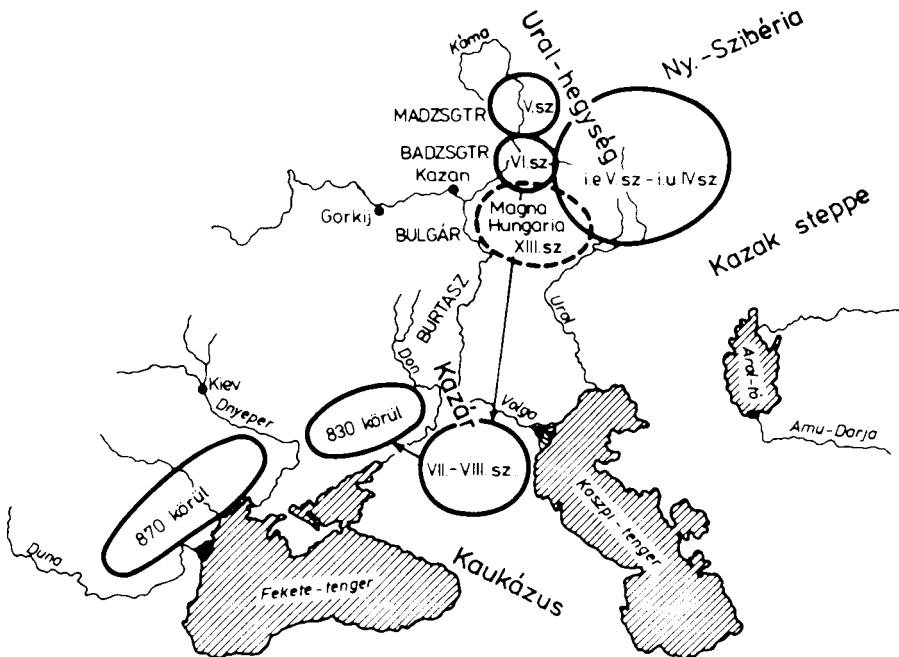 Káma
Ural-hegység
Ny.-Szibéria
V.sz
MADZSGTR
BADZSGTR
VI.sz
i.e V.sz-i.u IV.sz
Kazan
Gorkij
Magna
Hungaria
XIII.sz.
BULGÁR
Kazak steppe
BURTASZ
Ural
Don
Aral-tó
Kazár
Kiev
Dnyeper
Volga
830 körül
Amu-Darja
VII.-VIII. sz.
870 körül
Kaszpi-tenger
Duna
Kaukázus
Fekete-tenger